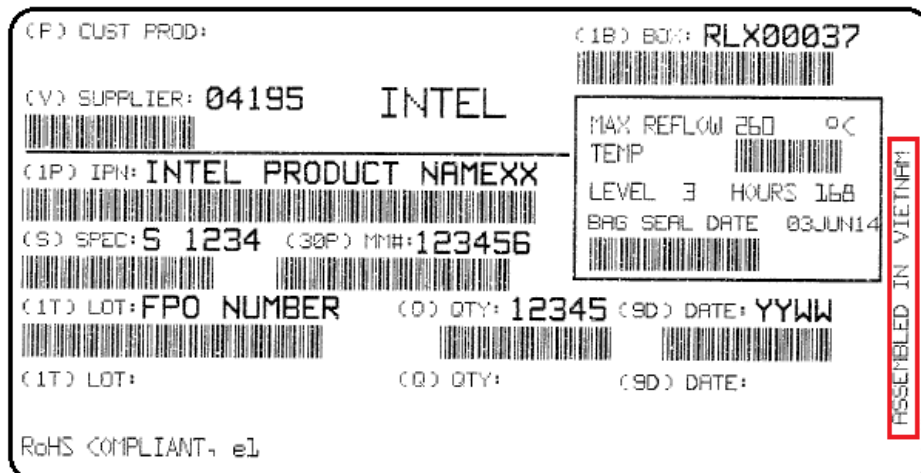 (P) CUST PROD:
(1B) BOX: RLX00037
(V) SUPPLIER: 04195
INTEL
MAX REFLOW 260 °C
TEMP
LEVEL 3 HOURS 168
BAG SEAL DATE 03JUN14
(1P) IPN: INTEL PRODUCT NAMEXX
(S) SPEC: S 1234 (30P) MM#: 123456
(1T) LOT: FPO NUMBER (Q) QTY: 12345 (9D) DATE: YYWW
(1T) LOT: (Q) QTY: (9D) DATE:
RoHS COMPLIANT, e1
ASSEMBLED IN VIETNAM